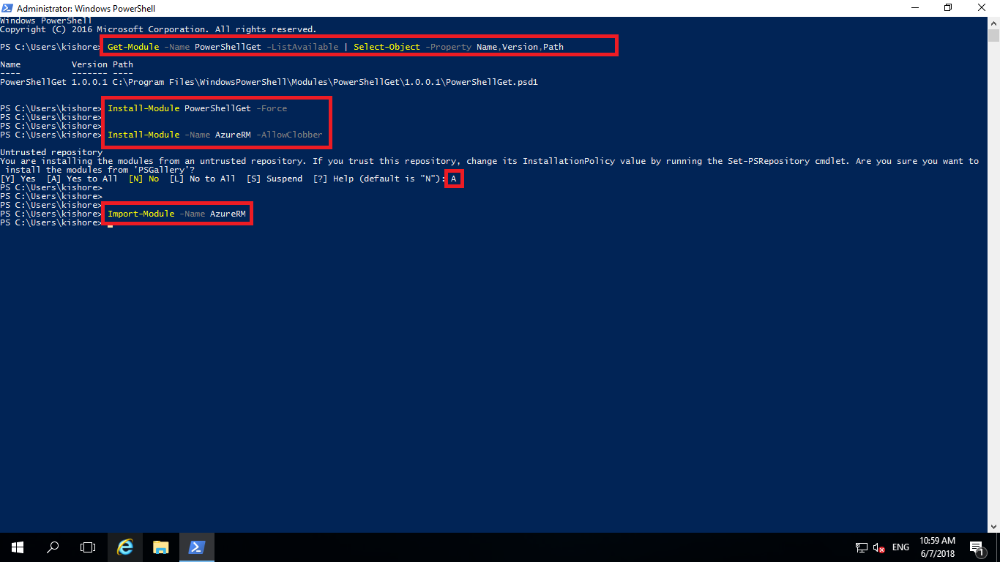 Administrator: Windows PowerShell
Windows PowerShell
Copyright (C) 2016 Microsoft Corporation. All rights reserved.
PS C:\Users\kishore> Get-Module -Name PowerShellGet -ListAvailable | Select-Object -Property Name,Version,Path
Name          Version Path
----          ------- ----
PowerShellGet 1.0.0.1 C:\Program Files\WindowsPowerShell\Modules\PowerShellGet\1.0.0.1\PowerShellGet.psd1
PS C:\Users\kishore> Install-Module PowerShellGet -Force
PS C:\Users\kishore>
PS C:\Users\kishore>
PS C:\Users\kishore> Install-Module -Name AzureRM -AllowClobber
Untrusted repository
You are installing the modules from an untrusted repository. If you trust this repository, change its InstallationPolicy value by running the Set-PSRepository cmdlet. Are you sure you want to
 install the modules from 'PSGallery'?
[Y] Yes  [A] Yes to All  [N] No  [L] No to All  [S] Suspend  [?] Help (default is "N"): A
PS C:\Users\kishore>
PS C:\Users\kishore>
PS C:\Users\kishore>
PS C:\Users\kishore> Import-Module -Name AzureRM
PS C:\Users\kishore>
ENG
10:59 AM
6/7/2018
1